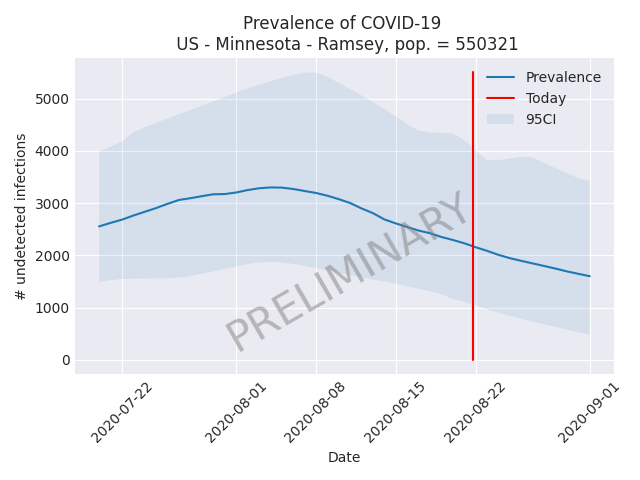 Prevalence of COVID-19
US - Minnesota - Ramsey, pop. = 550321
Prevalence
Today
95CI
5000
4000
3000
2000
1000
0
# undetected infections
PRELIMINARY
2020-07-22
2020-08-01
2020-08-08
2020-08-15
2020-08-22
2020-09-01
Date